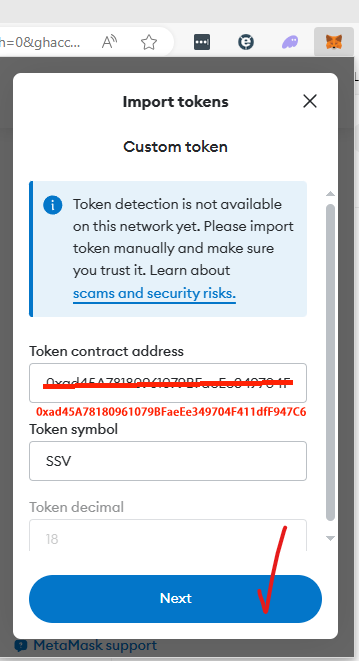 h=0&ghacc...
Import tokens
Custom token
Token detection is not available
on this network yet. Please import
token manually and make sure
you trust it. Learn about
scams and security risks.
Token contract address
0xad45A78180961079BFaeEe349704F411dfF947C6
Token symbol
SSV
Token decimal
18
Next
MetaMask support